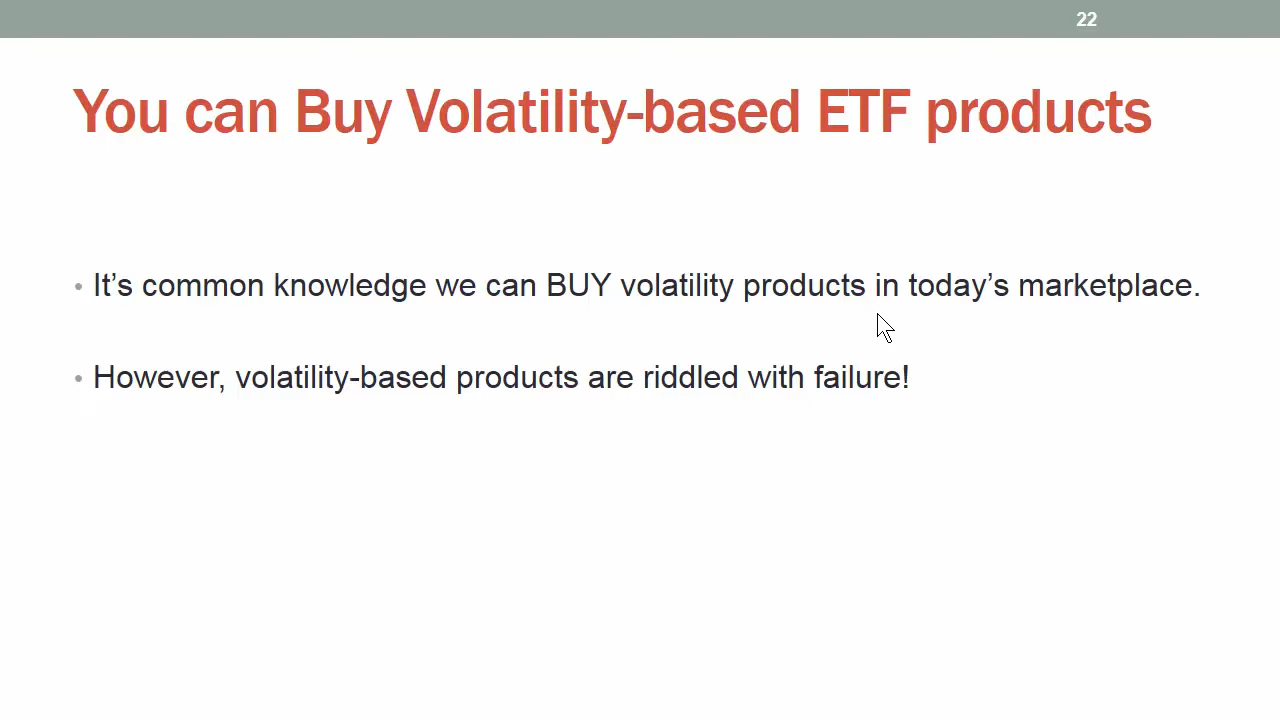 22
You can Buy Volatility-based ETF products
• It’s common knowledge we can BUY volatility products in today’s marketplace.
• However, volatility-based products are riddled with failure!